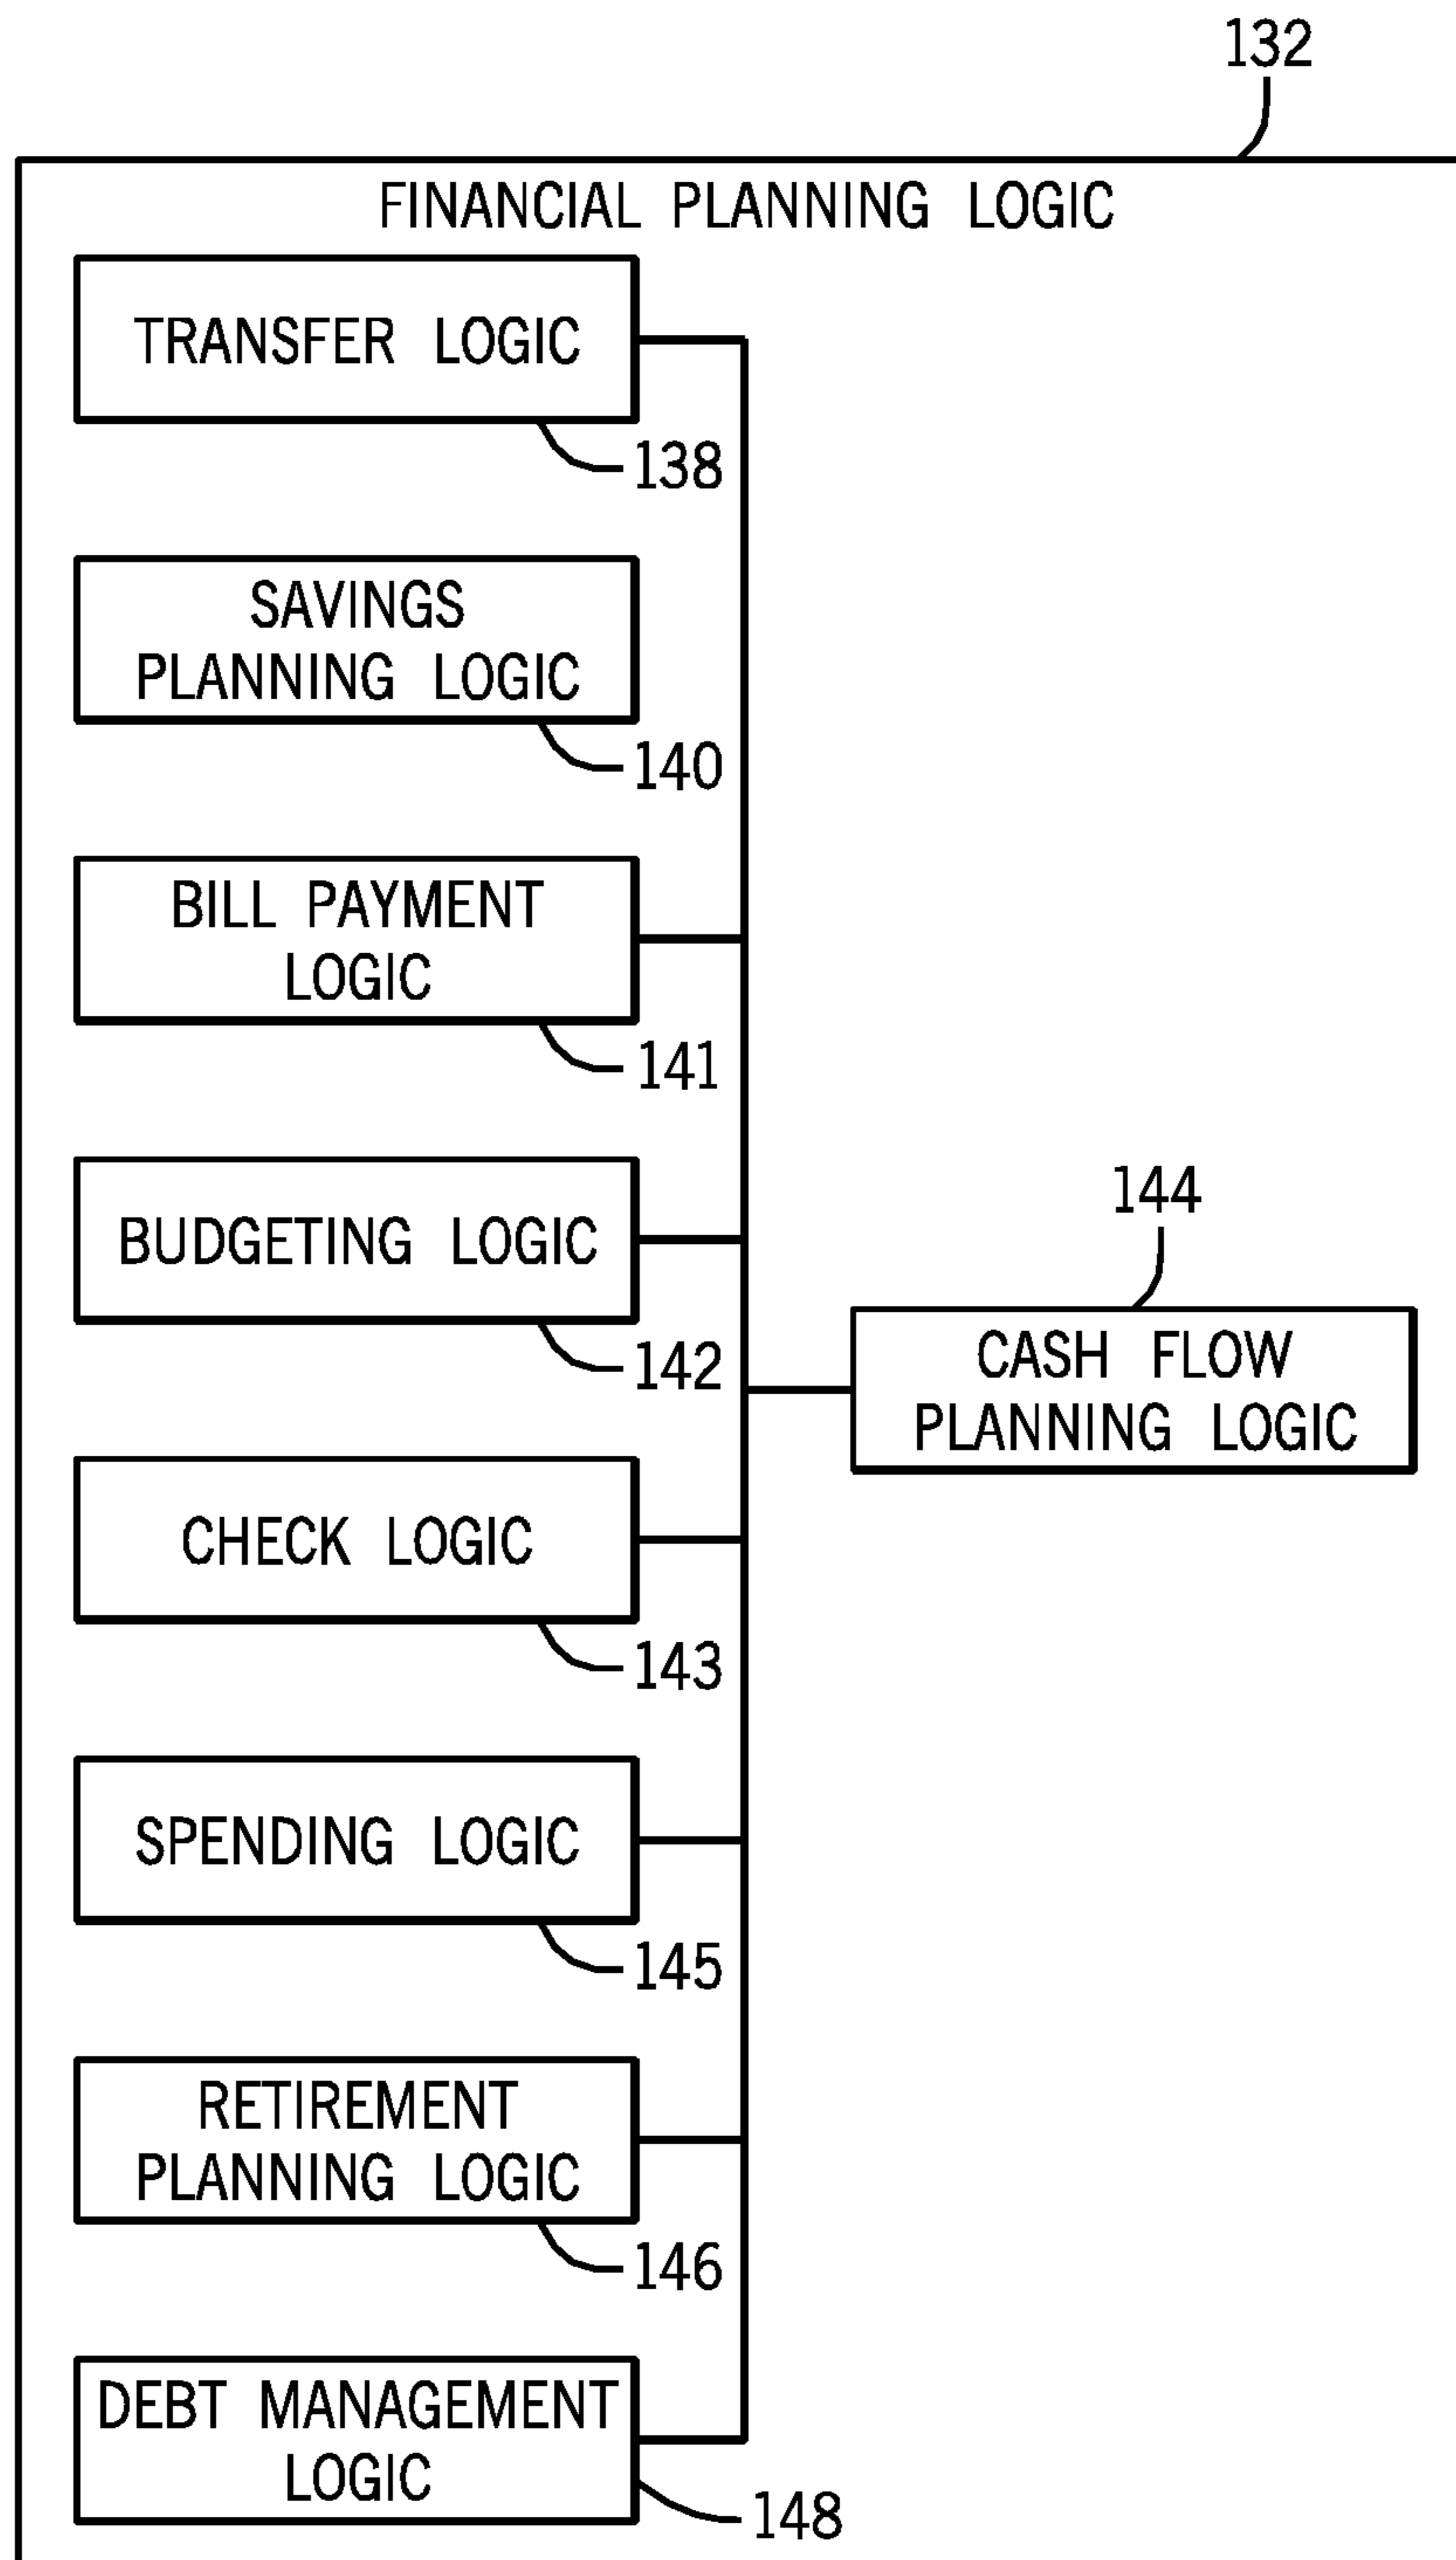 132
FINANCIAL PLANNING LOGIC
TRANSFER LOGIC
138
SAVINGS
PLANNING LOGIC
140
BILL PAYMENT
LOGIC
141
BUDGETING LOGIC
142
144
CASH FLOW
PLANNING LOGIC
CHECK LOGIC
143
SPENDING LOGIC
145
RETIREMENT
PLANNING LOGIC
146
DEBT MANAGEMENT
LOGIC
148